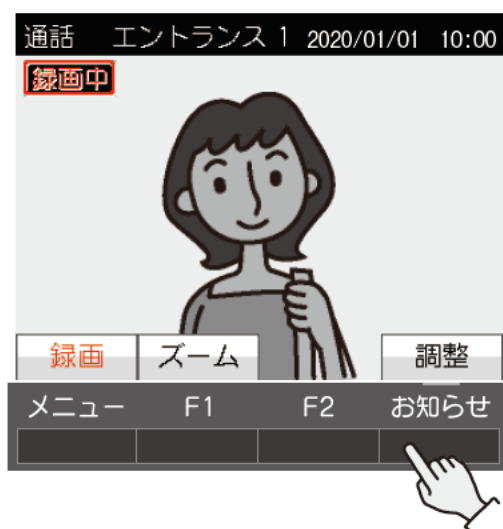 通話 エントランス 1 2020/01/01 10:00
録画中
録画 ズーム 調整
メニュー F1 F2 お知らせ